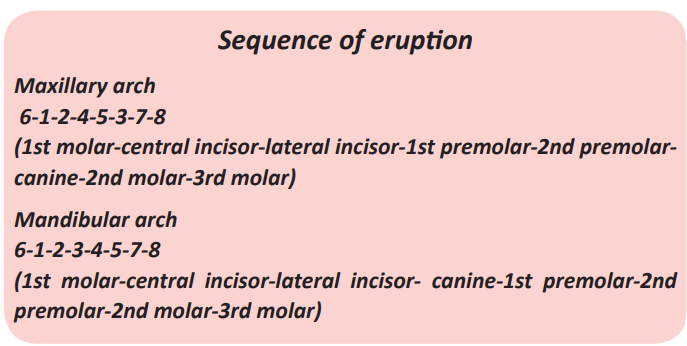 Sequence of eruption
Maxillary arch
6-1-2-4-5-3-7-8
(1st molar-central incisor-lateral incisor-1st premolar-2nd premolar-
canine-2nd molar-3rd molar)
Mandibular arch
6-1-2-3-4-5-7-8
(1st molar-central incisor-lateral incisor- canine-1st premolar-2nd
premolar-2nd molar-3rd molar)